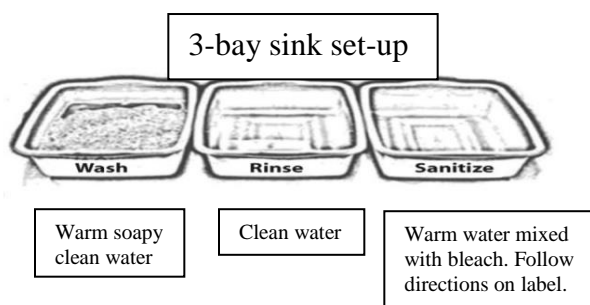 3-bay sink set-up
Wash
Rinse
Sanitize
Warm soapy
clean water
Clean water
Warm water mixed
with bleach. Follow
directions on label.